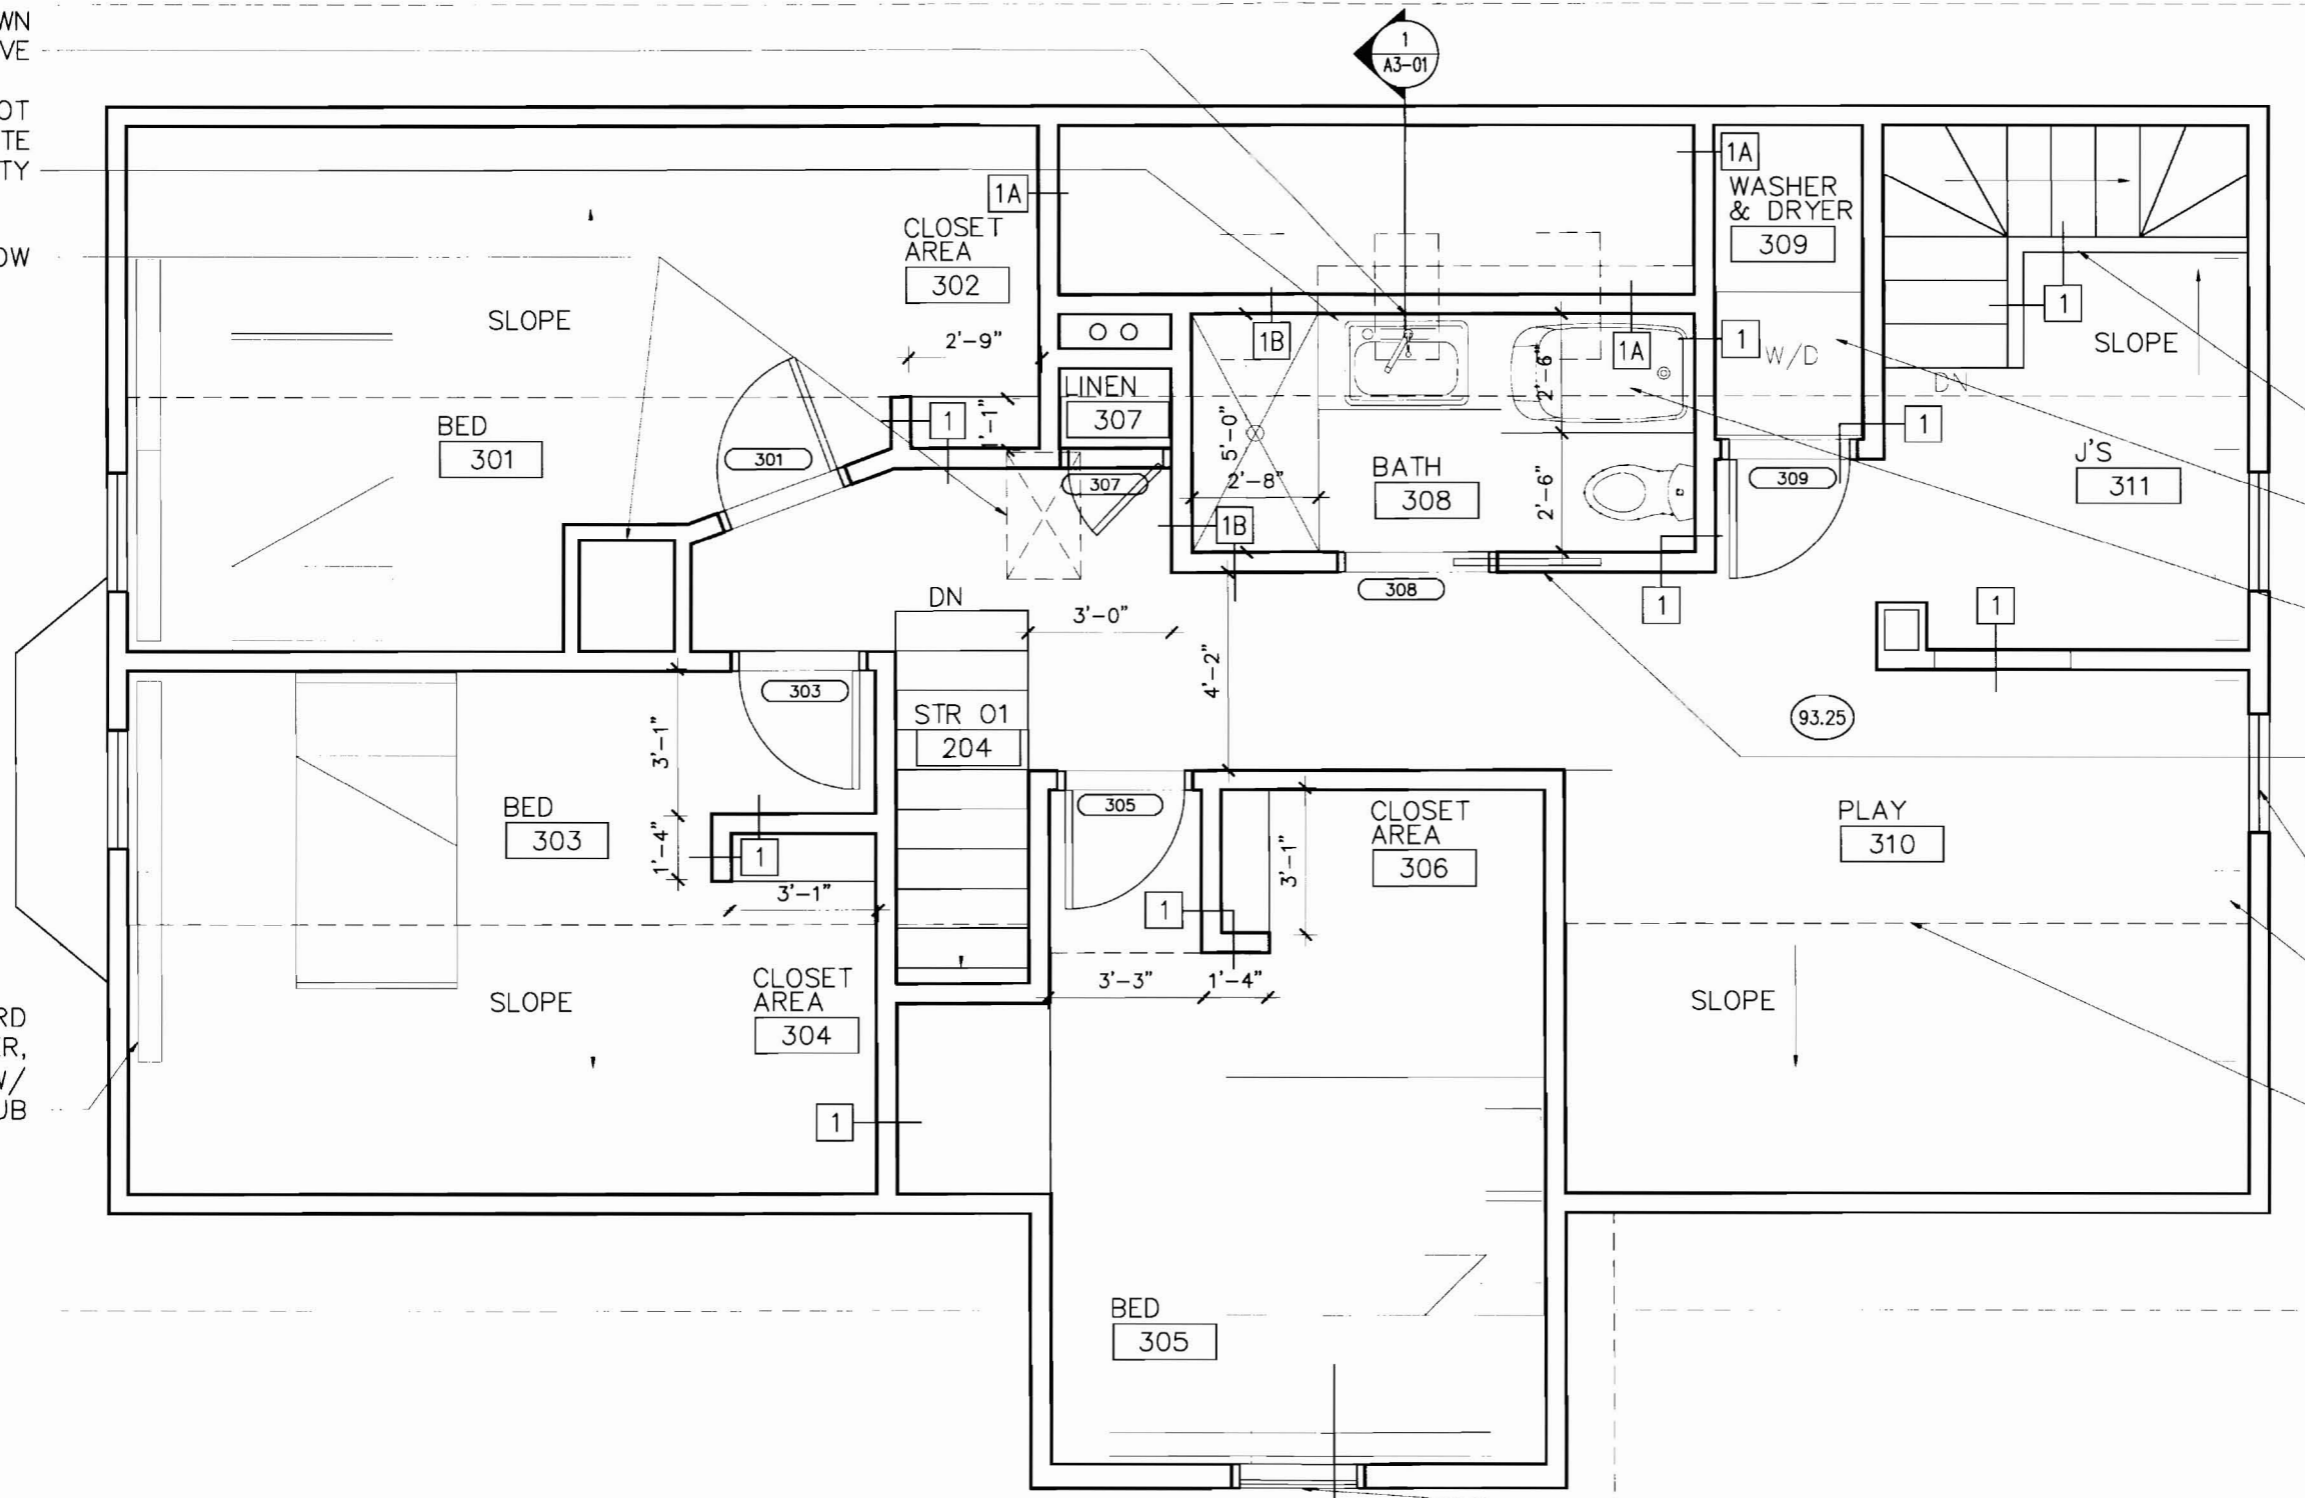 WN
VE
OT
TE
TY
OW
1
A3-01
1A
1A
WASHER
& DRYER
309
CLOSET
AREA
302
2'-9"
SLOPE
1B
1A
1
W/D
1
SLOPE
DN
2'-6"
LINEN
307
1
'-1"
5'-0"
BED
301
301
307
2'-8"
BATH
308
2'-6"
1
309
J'S
311
1B
308
1
1
DN
3'-0"
4'-2"
303
STR 01
204
93.25
3'-1"
BED
303
1'-4"
1
3'-1"
305
3'-1"
CLOSET
AREA
306
PLAY
310
1
3'-3"
1'-4"
SLOPE
CLOSET
AREA
304
SLOPE
RD
ER,
W/
UB
1
BED
305